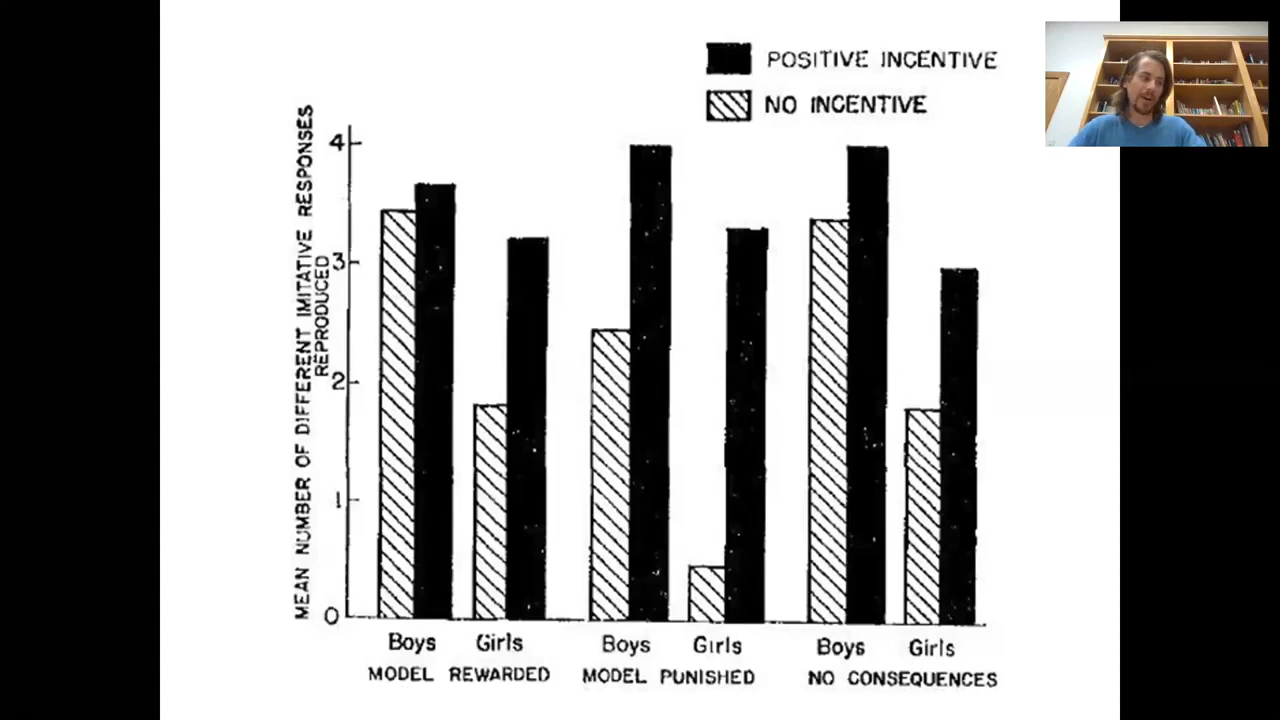 POSITIVE INCENTIVE
NO INCENTIVE
MEAN NUMBER OF DIFFERENT IMITATIVE RESPONSES
REPRODUCED
4
3
2
1
0
Boys Girls Boys Girls Boys Girls
MODEL REWARDED MODEL PUNISHED NO CONSEQUENCES